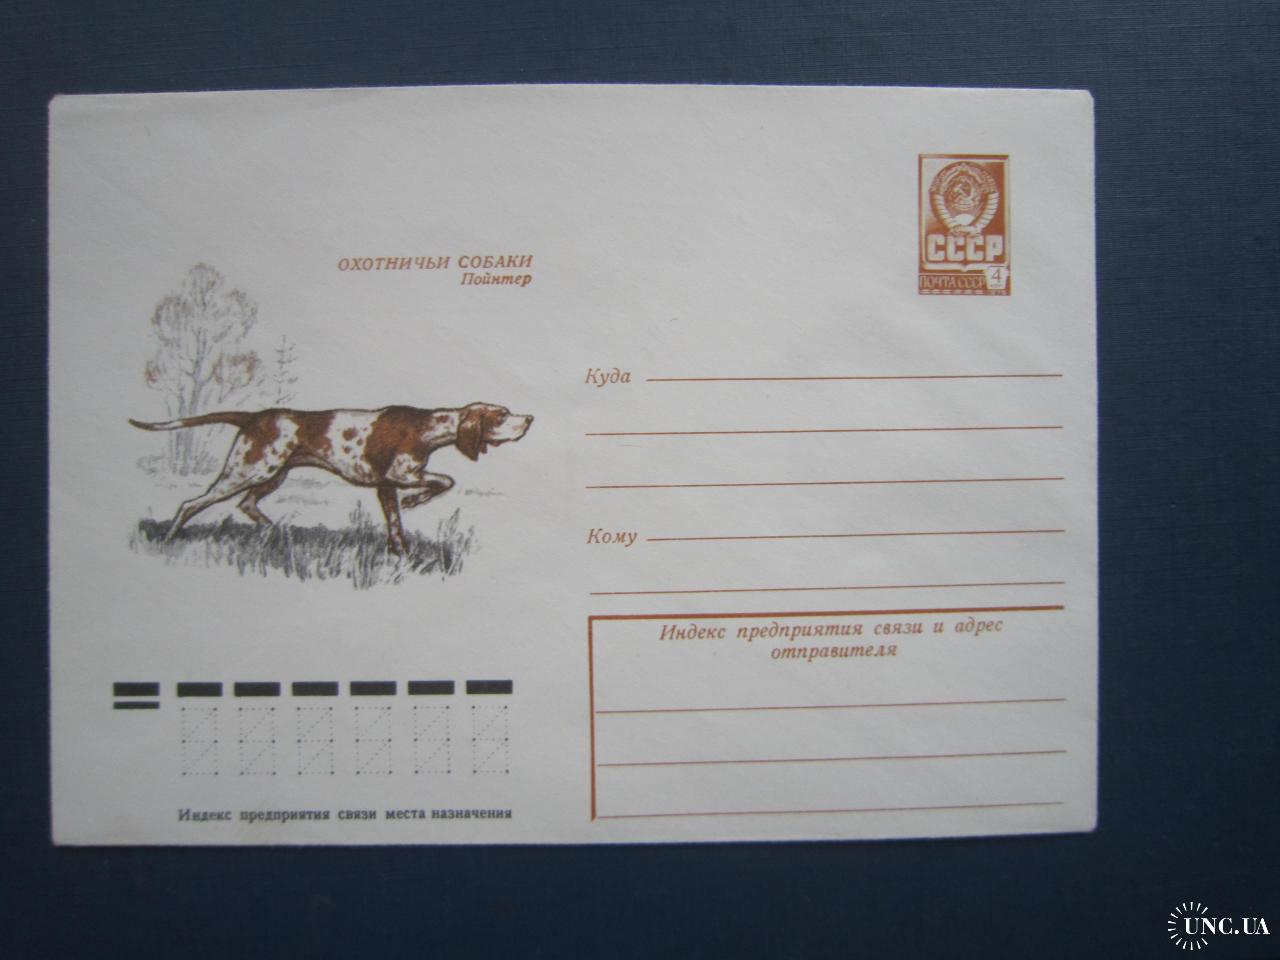 СССР
ПОЧТА СССР 4
ОХОТНИЧЬИ СОБАКИ
Пойнтер
Куда
Кому
Индекс предприятия связи и адрес
отправителя
Индекс предприятия связи места назначения
UNC.UA